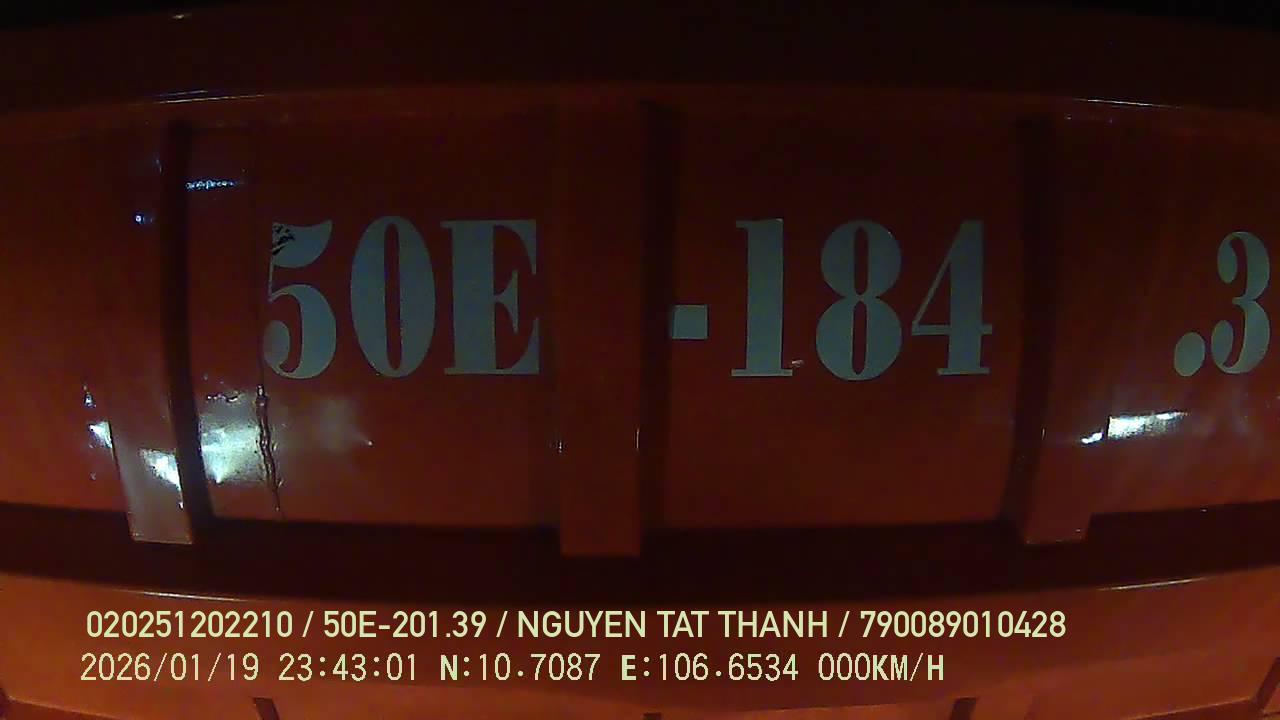 50E-184.3
020251202210 / 50E-201.39 / NGUYEN TAT THANH / 790089010428
2026/01/19 23:43:01 N:10.7087 E:106.6534 000KM/H